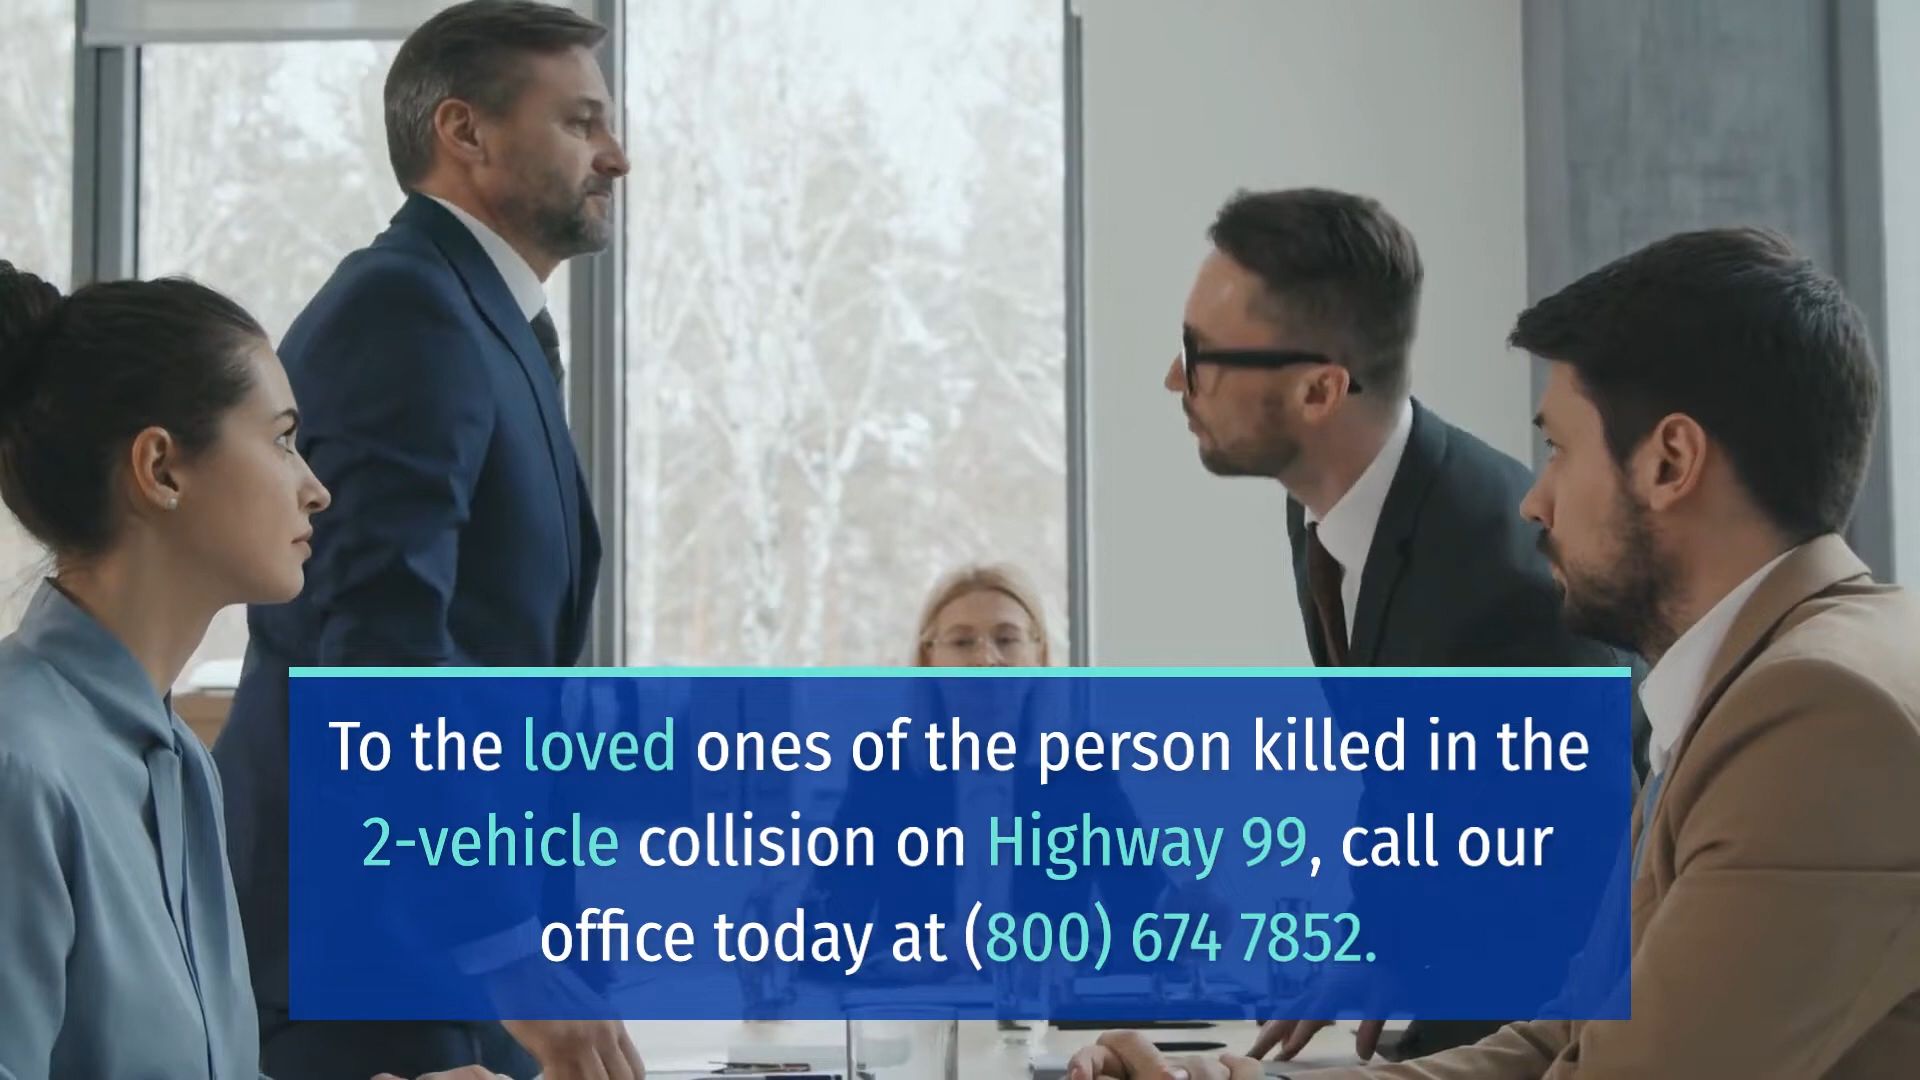 To the loved ones of the person killed in the
2-vehicle collision on Highway 99, call our
office today at (800) 674 7852.